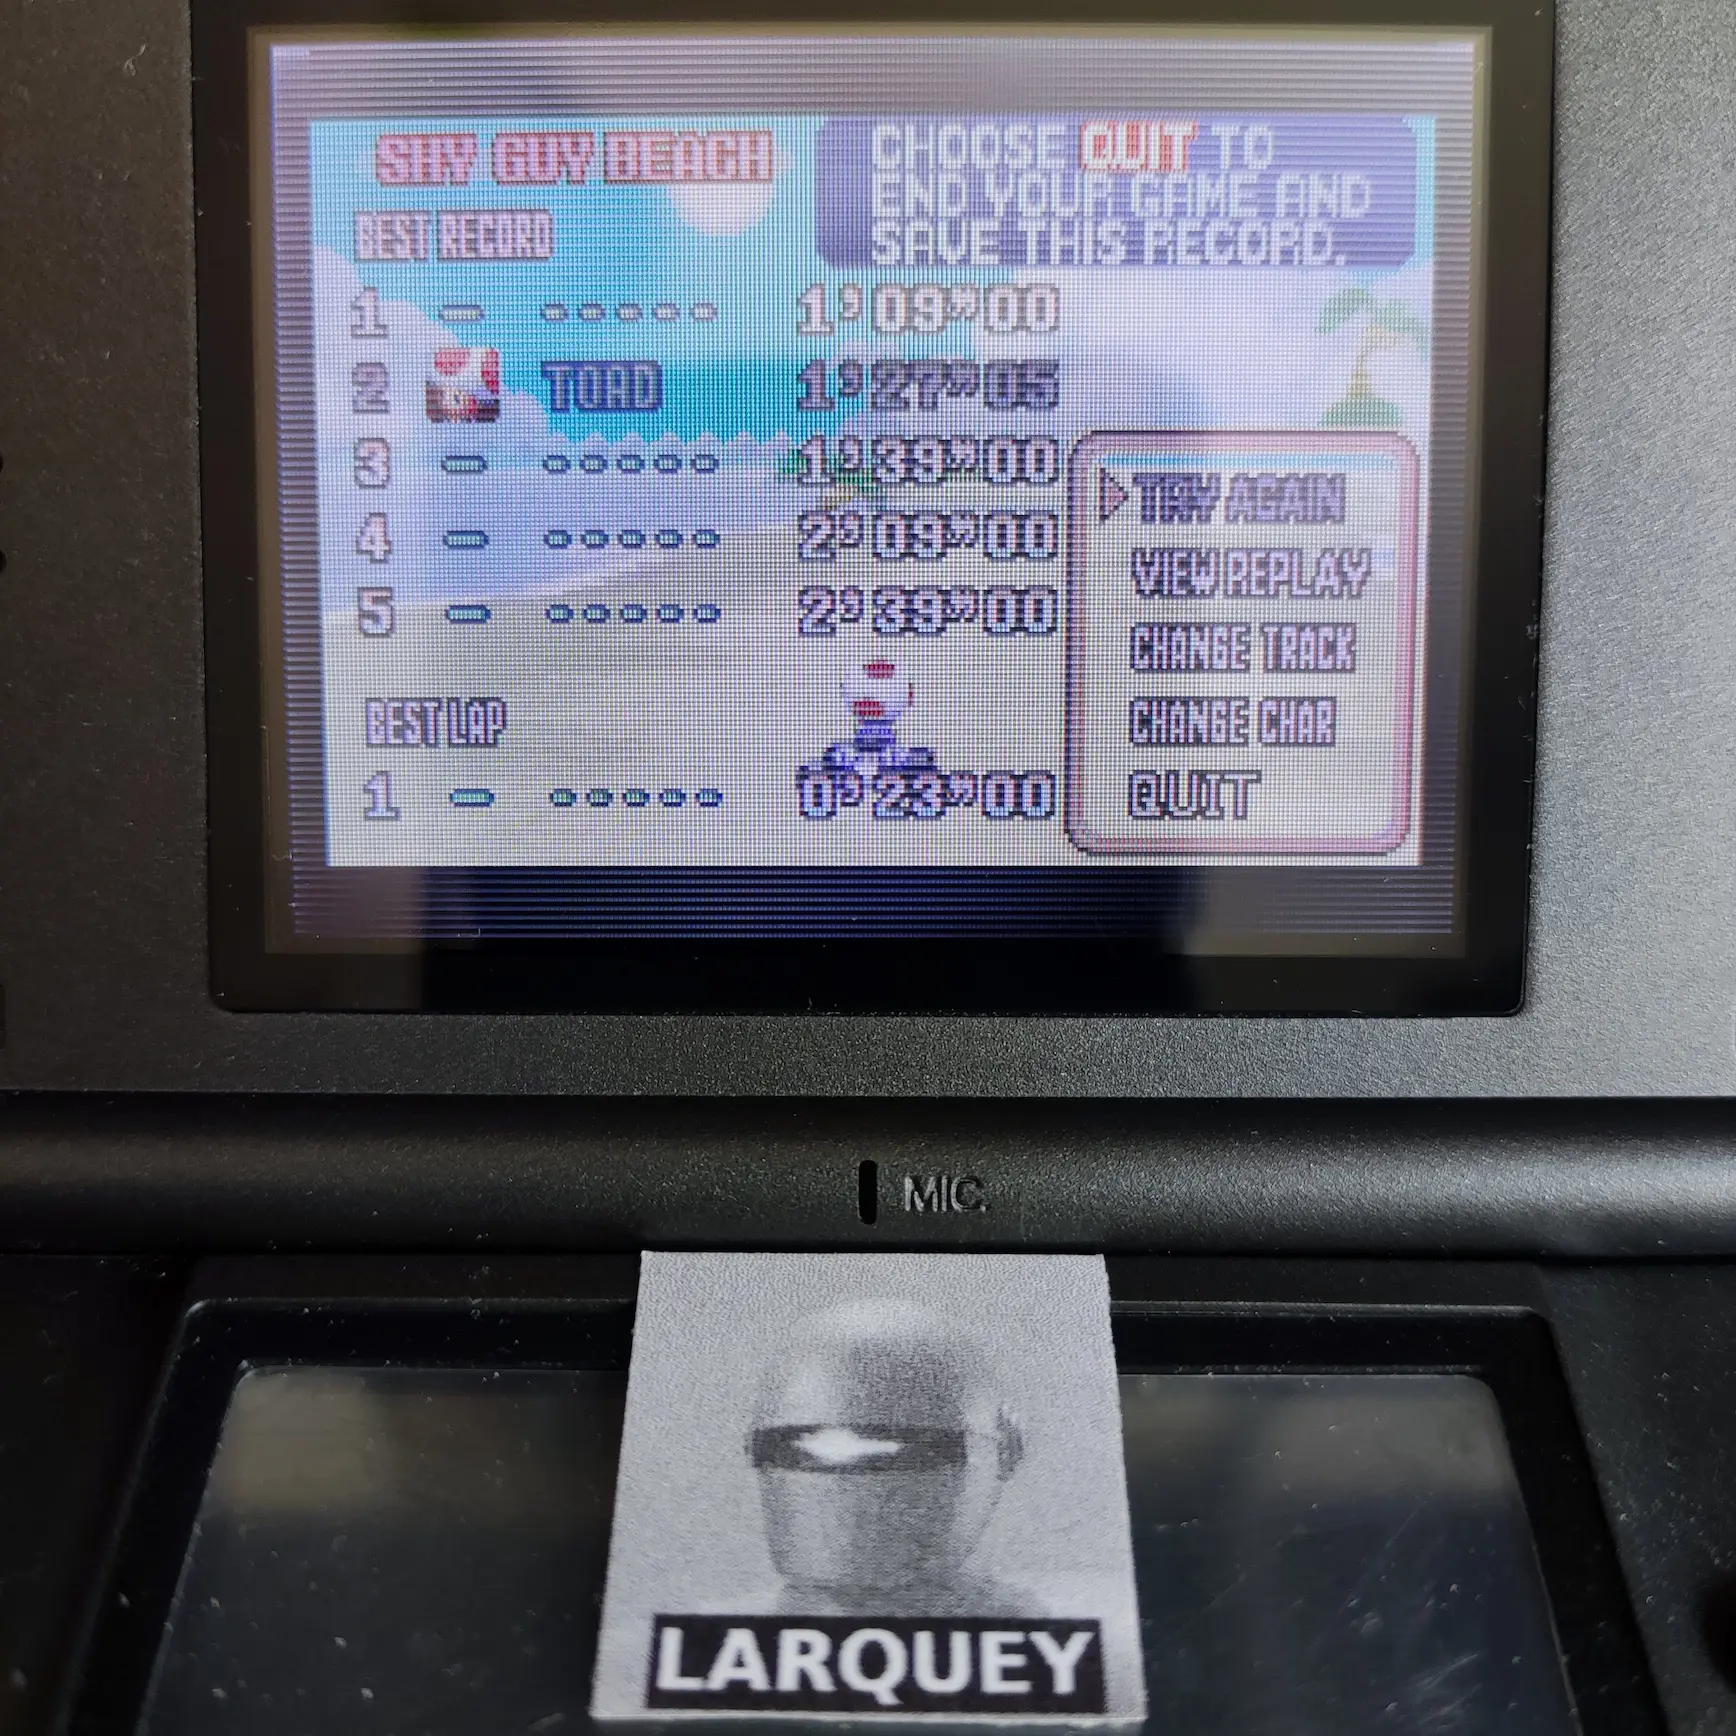 SHY GUY BEACH
CHOOSE QUIT TO
END YOUR GAME AND
SAVE THIS RECORD.
BEST RECORD
1 - ----- 1'09"00
2 TOAD 1'27"05
3 - ----- 1'39"00
4 - ----- 2'09"00
5 - ----- 2'39"00
TRY AGAIN
VIEW REPLAY
CHANGE TRACK
CHANGE CHAR
QUIT
BEST LAP
1 - ----- 0'23"00
MIC.
LARQUEY